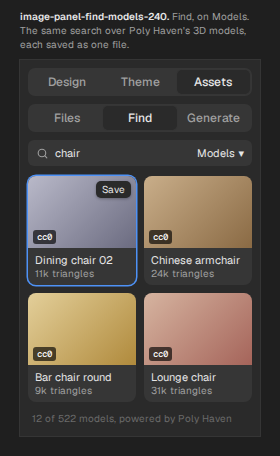 image-panel-find-models-240. Find, on Models.
The same search over Poly Haven's 3D models,
each saved as one file.
Design Theme Assets
Files Find Generate
chair Models ▾
Save
cc0 cc0
Dining chair 02 Chinese armchair
11k triangles 24k triangles
cc0 cc0
Bar chair round Lounge chair
9k triangles 31k triangles
12 of 522 models, powered by Poly Haven